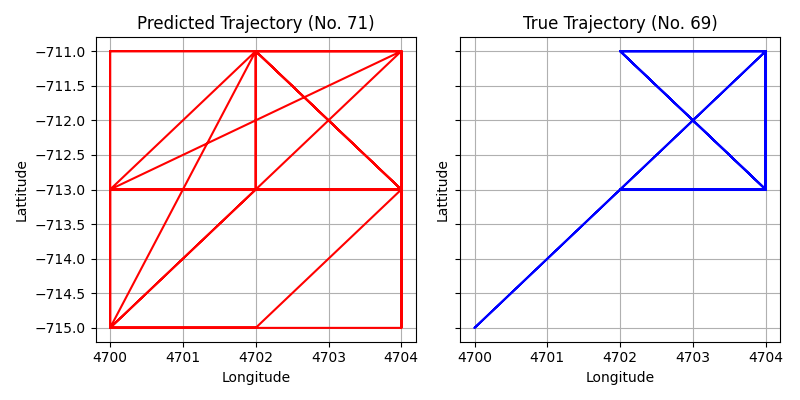 Predicted Trajectory (No. 71)
True Trajectory (No. 69)
−711.0
−711.5
−712.0
−712.5
−713.0
−713.5
−714.0
−714.5
−715.0
Lattitude
Lattitude
4700 4701 4702 4703 4704
4700 4701 4702 4703 4704
Longitude
Longitude